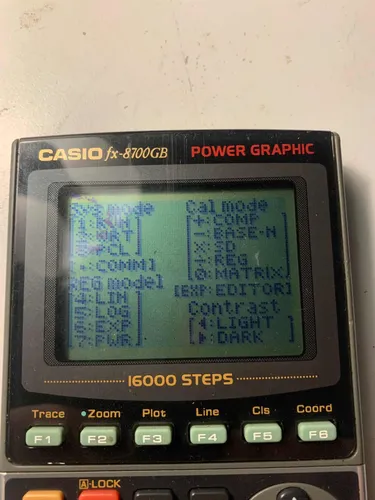 CASIO fx-8700GB POWER GRAPHIC
Sys mode
1:RUN
2:WRT
3:PCL
.:COMM]
REG model
4:LIN
5:LOG
6:EXP
7:PWR
Cal mode
+:COMP
-:BASE-N
×:SD
÷:REG
0:MATRIX
[EXP:EDITOR]
Contrast
◀:LIGHT
▶:DARK
16000 STEPS
Trace •Zoom Plot Line Cls Coord
F1 F2 F3 F4 F5 F6
A-LOCK